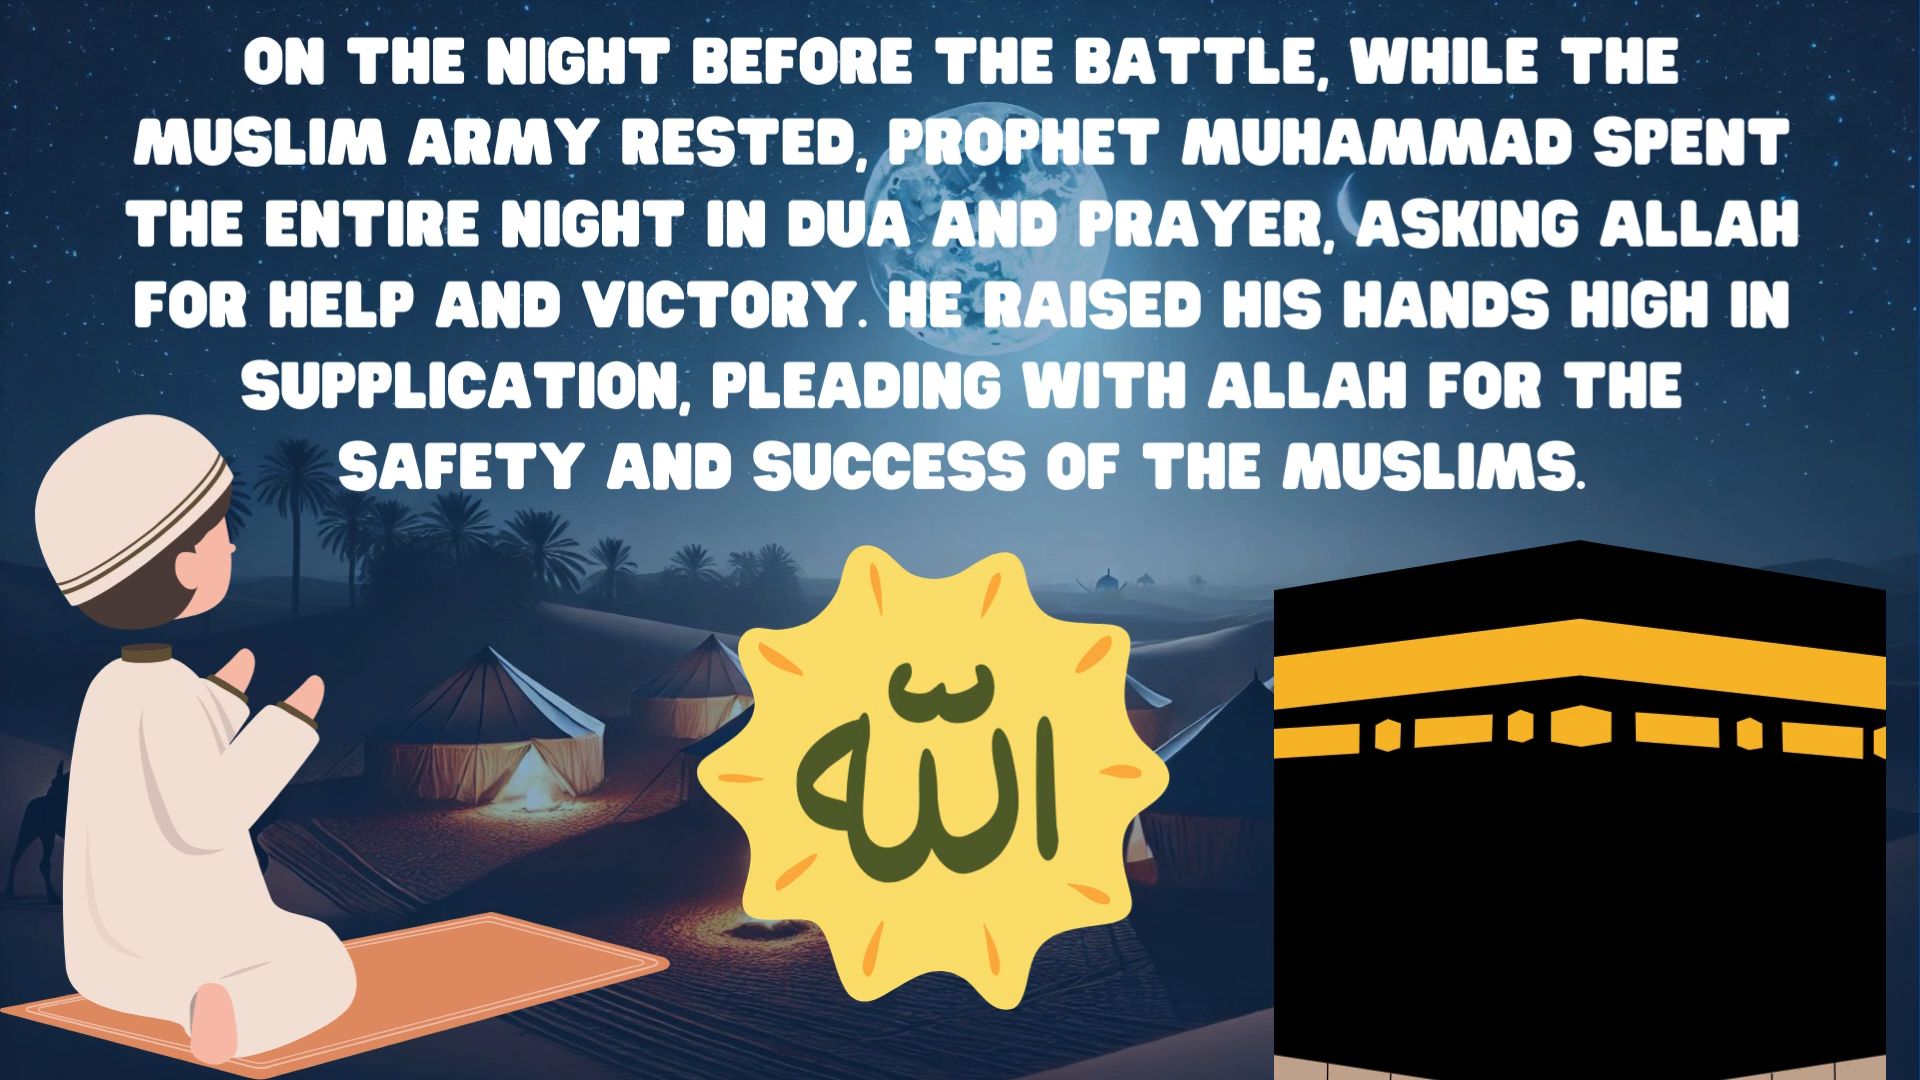 ON THE NIGHT BEFORE THE BATTLE, WHILE THE
MUSLIM ARMY RESTED, PROPHET MUHAMMAD SPENT
THE ENTIRE NIGHT IN DUA AND PRAYER, ASKING ALLAH
FOR HELP AND VICTORY. HE RAISED HIS HANDS HIGH IN
SUPPLICATION, PLEADING WITH ALLAH FOR THE
SAFETY AND SUCCESS OF THE MUSLIMS.
الله